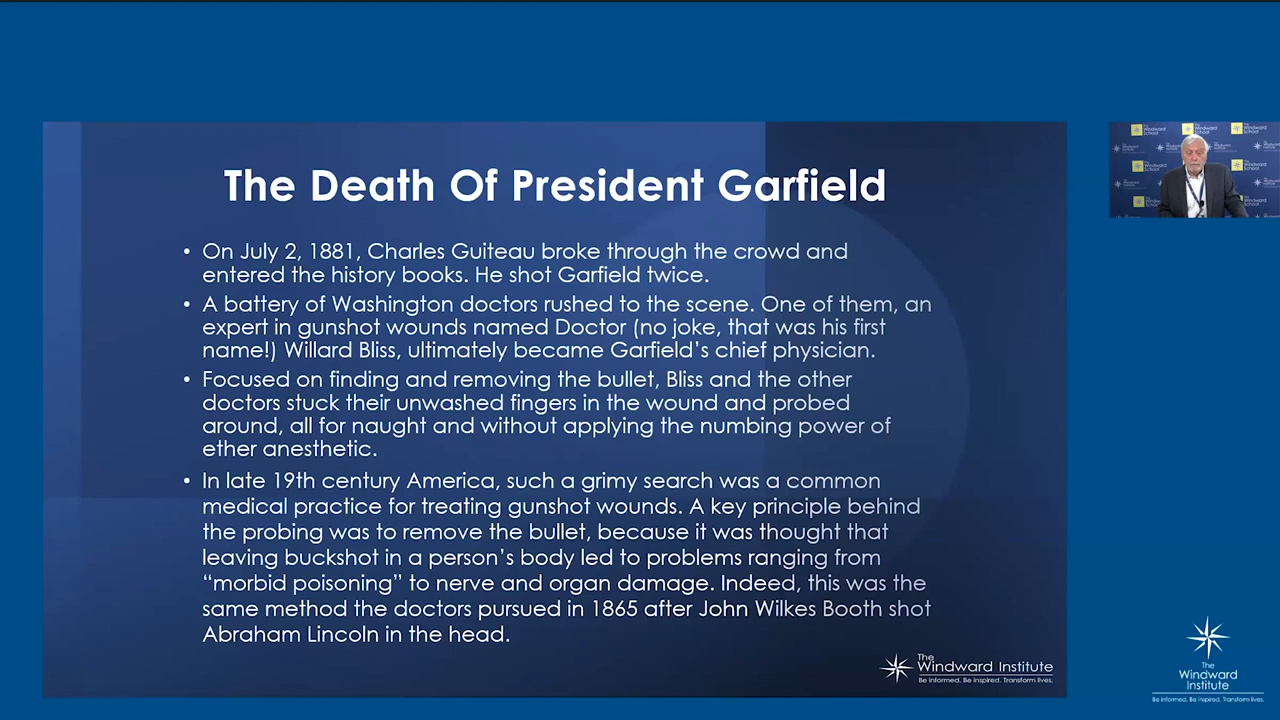 The Death Of President Garfield
• On July 2, 1881, Charles Guiteau broke through the crowd and
entered the history books. He shot Garfield twice.
• A battery of Washington doctors rushed to the scene. One of them, an
expert in gunshot wounds named Doctor (no joke, that was his first
name!) Willard Bliss, ultimately became Garfield’s chief physician.
• Focused on finding and removing the bullet, Bliss and the other
doctors stuck their unwashed fingers in the wound and probed
around, all for naught and without applying the numbing power of
ether anesthetic.
• In late 19th century America, such a grimy search was a common
medical practice for treating gunshot wounds. A key principle behind
the probing was to remove the bullet, because it was thought that
leaving buckshot in a person’s body led to problems ranging from
“morbid poisoning” to nerve and organ damage. Indeed, this was the
same method the doctors pursued in 1865 after John Wilkes Booth shot
Abraham Lincoln in the head.
The
Windward Institute
Be informed. Be inspired. Transform lives.
The
Windward
School
The
Windward
Institute
Be informed. Be inspired. Transform lives.